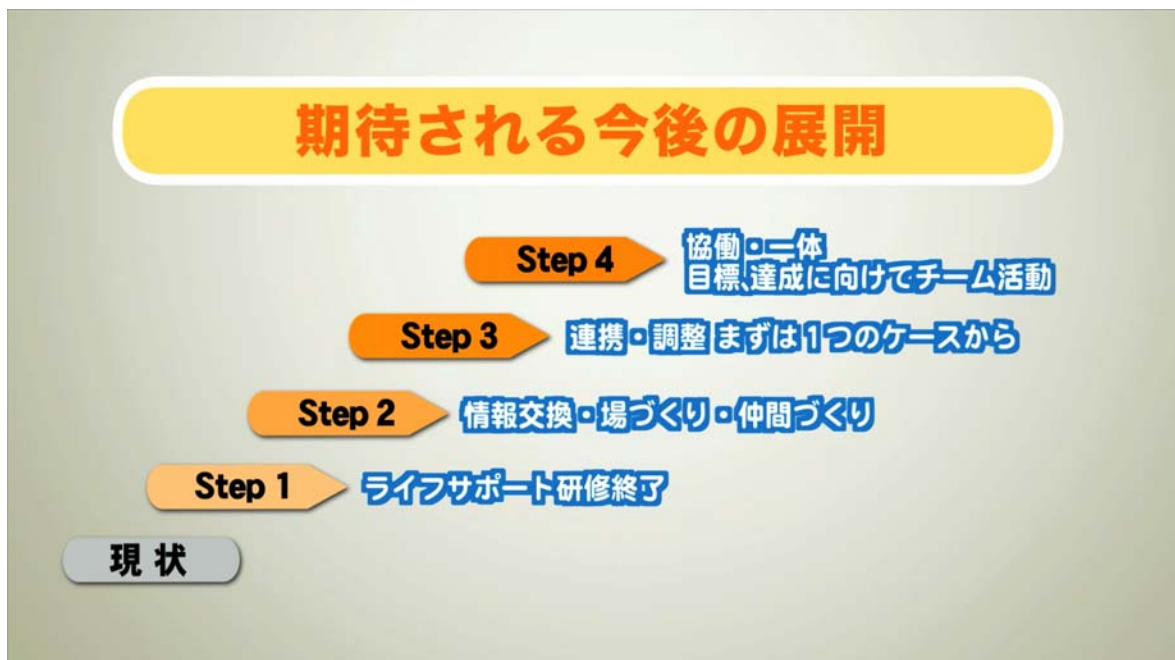 期待される今後の展開
Step 4 協働・一体
目標、達成に向けてチーム活動
Step 3 連携・調整 まずは1つのケースから
Step 2 情報交換・場づくり・仲間づくり
Step 1 ライフサポート研修終了
現状